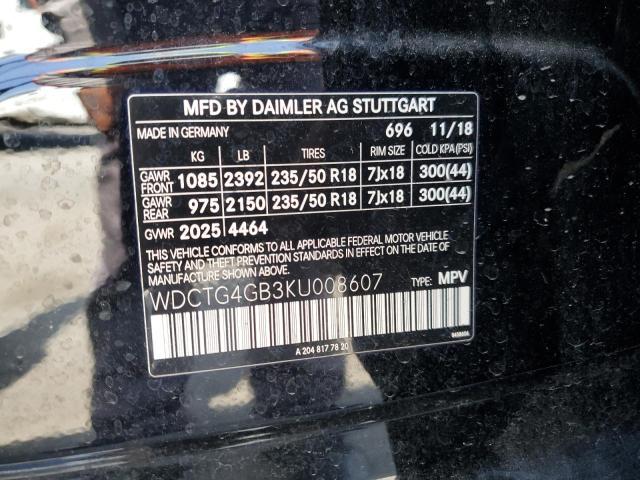 MFD BY DAIMLER AG STUTTGART
MADE IN GERMANY 696 11/18
KG LB TIRES RIM SIZE COLD KPA (PSI)
GAWR FRONT 1085 2392 235/50 R18 7Jx18 300(44)
GAWR REAR 975 2150 235/50 R18 7Jx18 300(44)
GVWR 2025 4464
THIS VEHICLE CONFORMS TO ALL APPLICABLE FEDERAL MOTOR VEHICLE
SAFETY, BUMPER, AND THEFT PREVENTION STANDARDS IN EFFECT ON THE DATE OF
MANUFACTURE SHOWN ABOVE.
WDCTG4GB3KU008607 TYPE: MPV
A 204 817 78 20